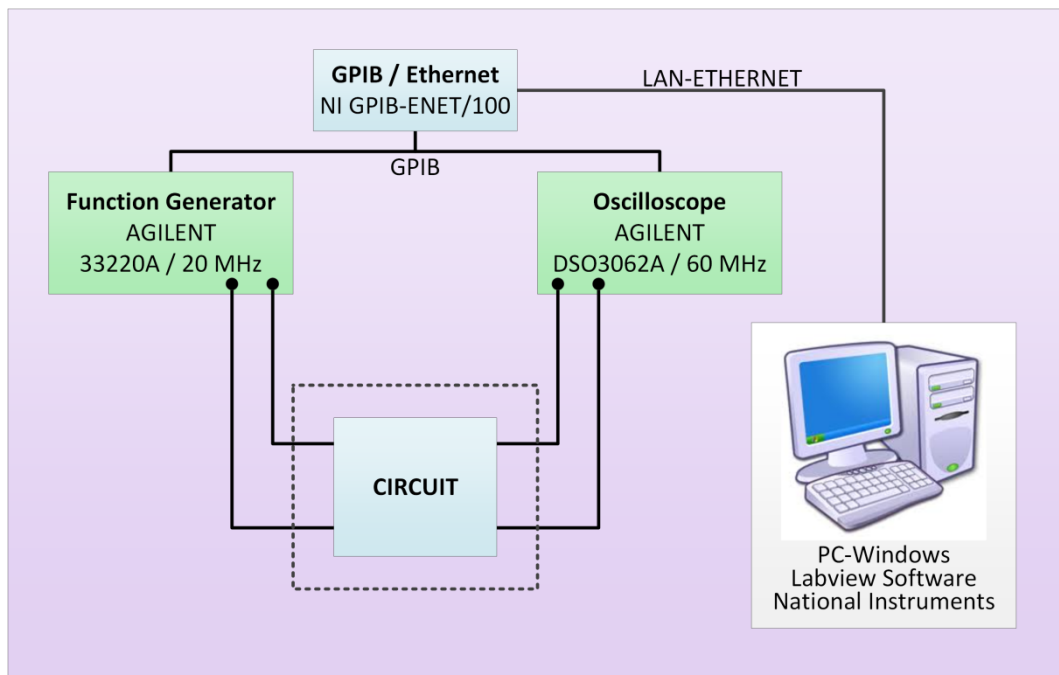 GPIB / Ethernet
NI GPIB-ENET/100
LAN-ETHERNET
GPIB
Function Generator
AGILENT
33220A / 20 MHz
Oscilloscope
AGILENT
DSO3062A / 60 MHz
CIRCUIT
PC-Windows
Labview Software
National Instruments